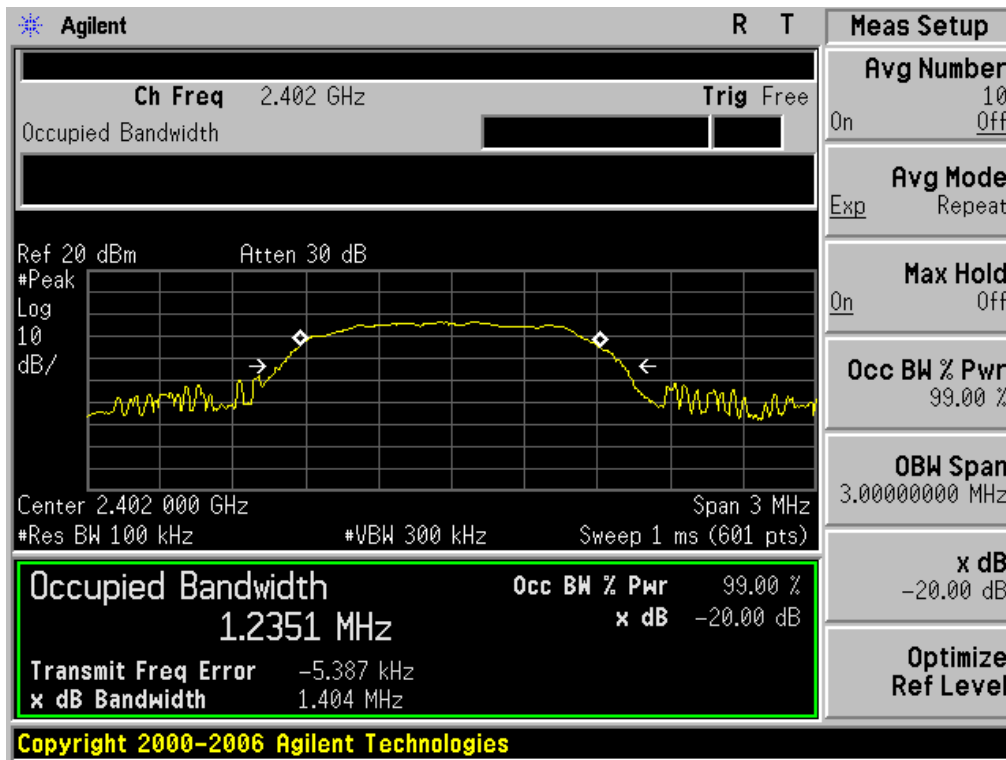 Agilent R T
Ch Freq 2.402 GHz Trig Free
Occupied Bandwidth
Ref 20 dBm Atten 30 dB
#Peak
Log
10
dB/
Center 2.402 000 GHz Span 3 MHz
#Res BW 100 kHz #VBW 300 kHz Sweep 1 ms (601 pts)
Occupied Bandwidth
1.2351 MHz
Occ BW % Pwr 99.00 %
x dB -20.00 dB
Transmit Freq Error -5.387 kHz
x dB Bandwidth 1.404 MHz
Copyright 2000-2006 Agilent Technologies
Meas Setup
Avg Number
10
On Off
Avg Mode
Exp Repeat
Max Hold
On Off
Occ BW % Pwr
99.00 %
OBW Span
3.00000000 MHz
x dB
-20.00 dB
Optimize
Ref Level